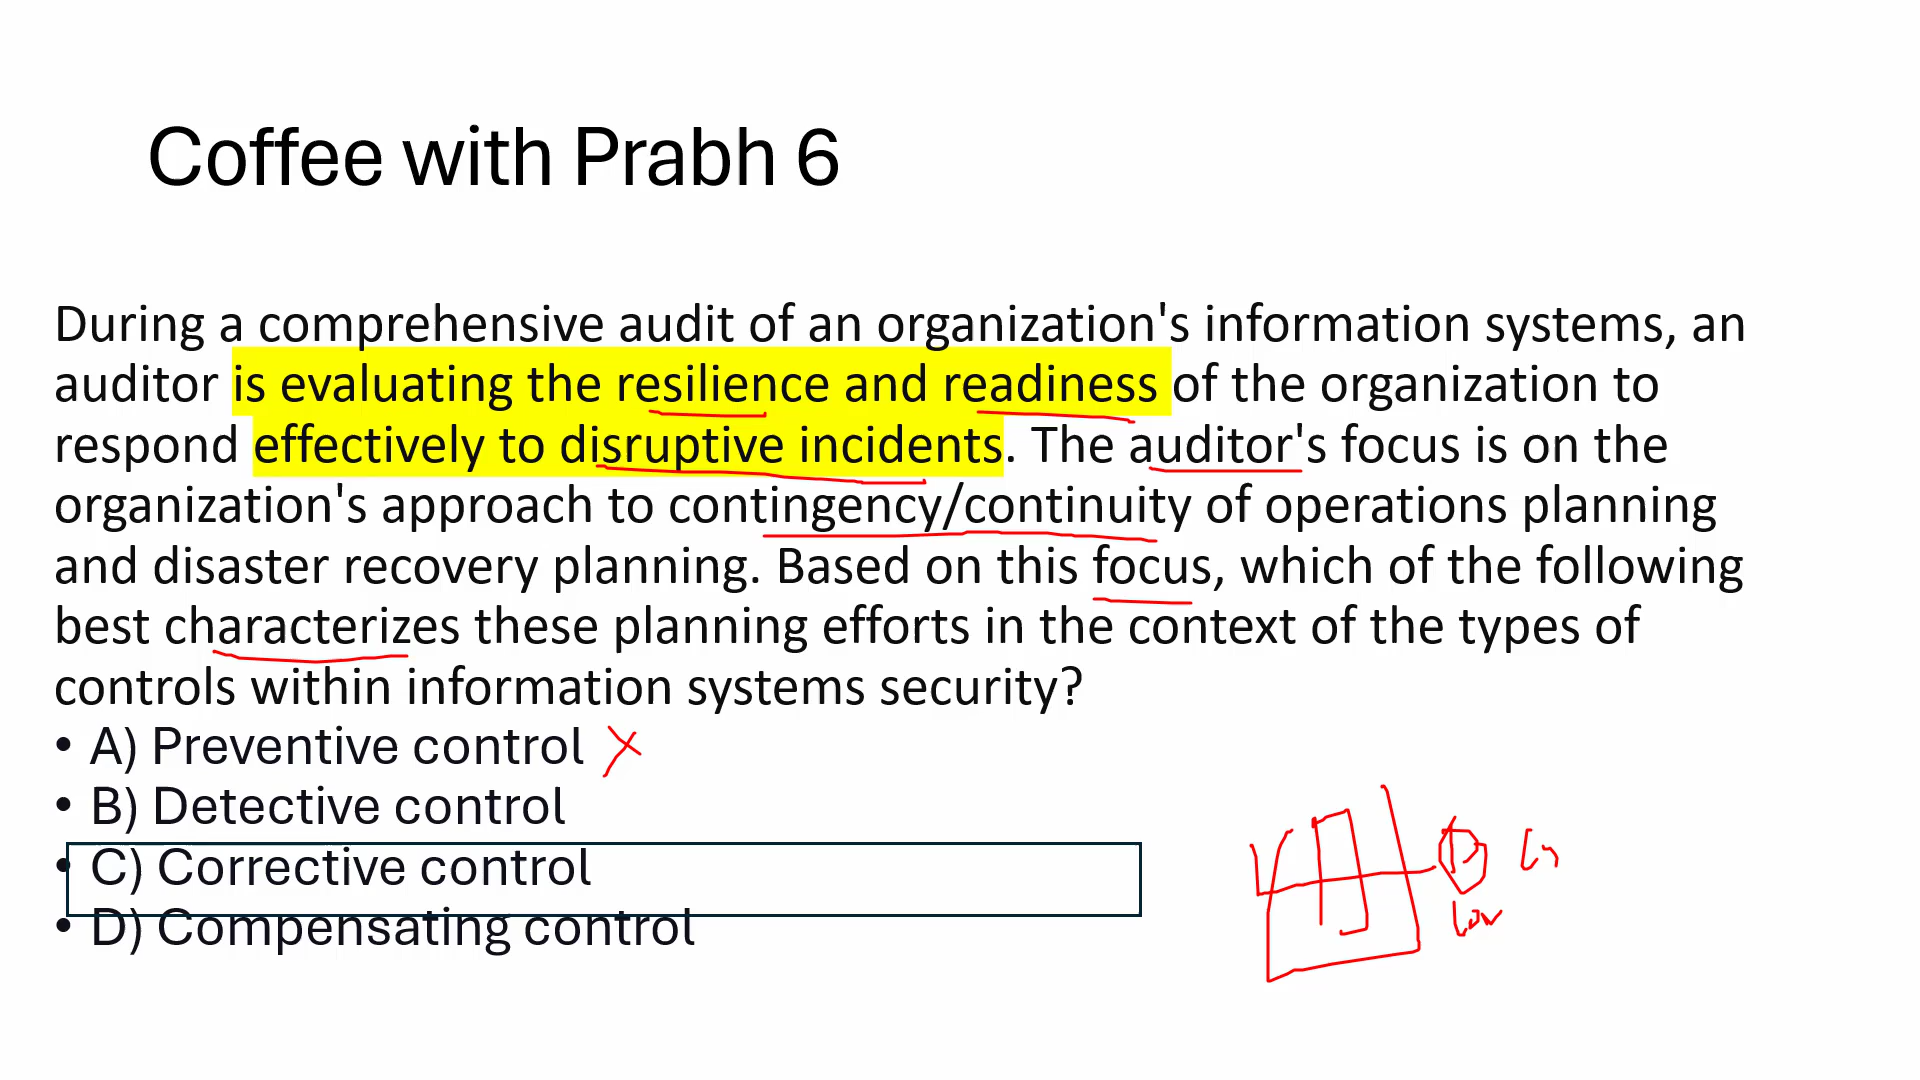 Coffee with Prabh 6
During a comprehensive audit of an organization's information systems, an
auditor is evaluating the resilience and readiness of the organization to
respond effectively to disruptive incidents. The auditor's focus is on the
organization's approach to contingency/continuity of operations planning
and disaster recovery planning. Based on this focus, which of the following
best characterizes these planning efforts in the context of the types of
controls within information systems security?
• A) Preventive control
• B) Detective control
• C) Corrective control
• D) Compensating control